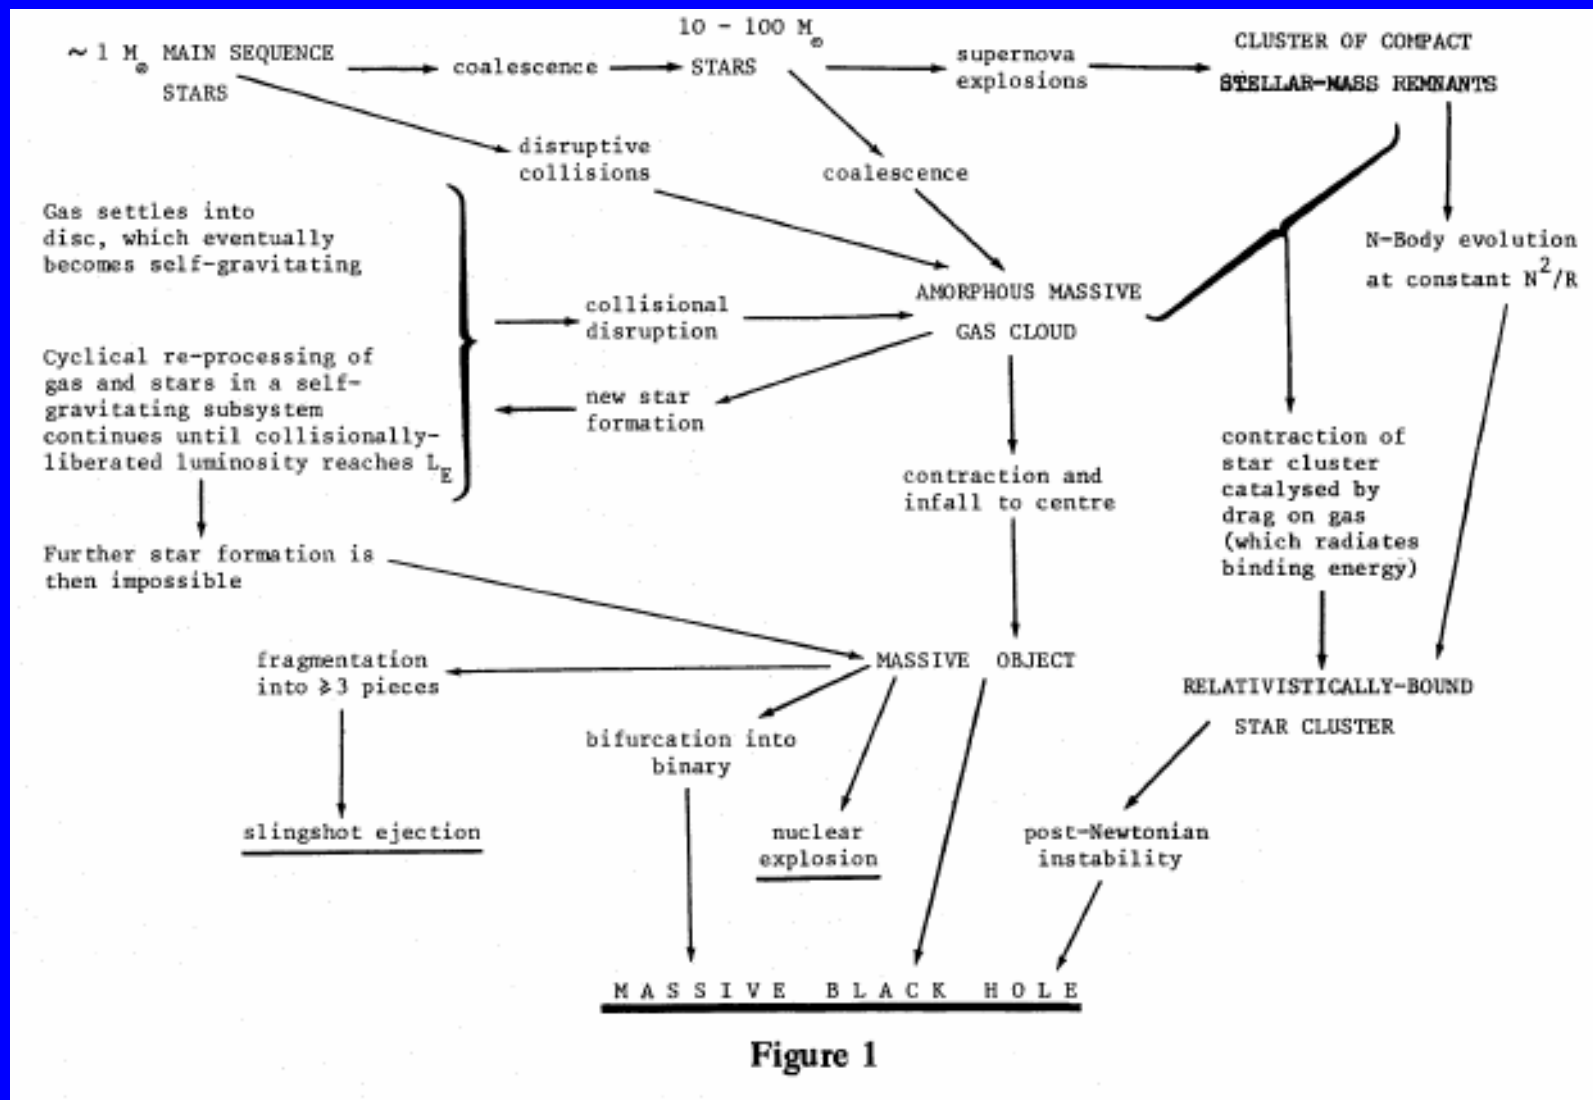 ~ 1 M⊙ MAIN SEQUENCE
STARS
coalescence
10 - 100 M⊙
STARS
supernova
explosions
CLUSTER OF COMPACT
STELLAR-MASS REMNANTS
disruptive
collisions
coalescence
Gas settles into
disc, which eventually
becomes self-gravitating
N-Body evolution
at constant N²/R
collisional
disruption
AMORPHOUS MASSIVE
GAS CLOUD
Cyclical re-processing of
gas and stars in a self-
gravitating subsystem
continues until collisionally-
liberated luminosity reaches L_E
new star
formation
contraction and
infall to centre
contraction of
star cluster
catalysed by
drag on gas
(which radiates
binding energy)
Further star formation is
then impossible
fragmentation
into ⩾3 pieces
MASSIVE OBJECT
RELATIVISTICALLY-BOUND
STAR CLUSTER
bifurcation into
binary
slingshot ejection
nuclear
explosion
post-Newtonian
instability
MASSIVE BLACK HOLE
Figure 1